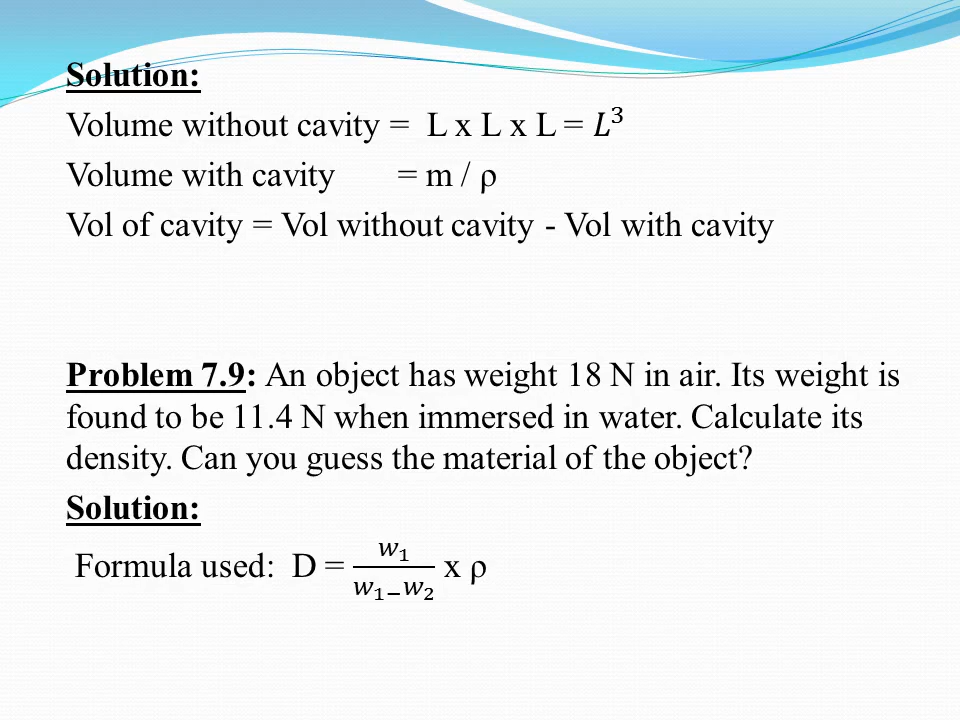 Solution:
Volume without cavity = L x L x L = 𝐿³
Volume with cavity = m / ρ
Vol of cavity = Vol without cavity - Vol with cavity
Problem 7.9: An object has weight 18 N in air. Its weight is
found to be 11.4 N when immersed in water. Calculate its
density. Can you guess the material of the object?
Solution:
Formula used: D = 𝑤₁ / 𝑤₁₋𝑤₂ x ρ